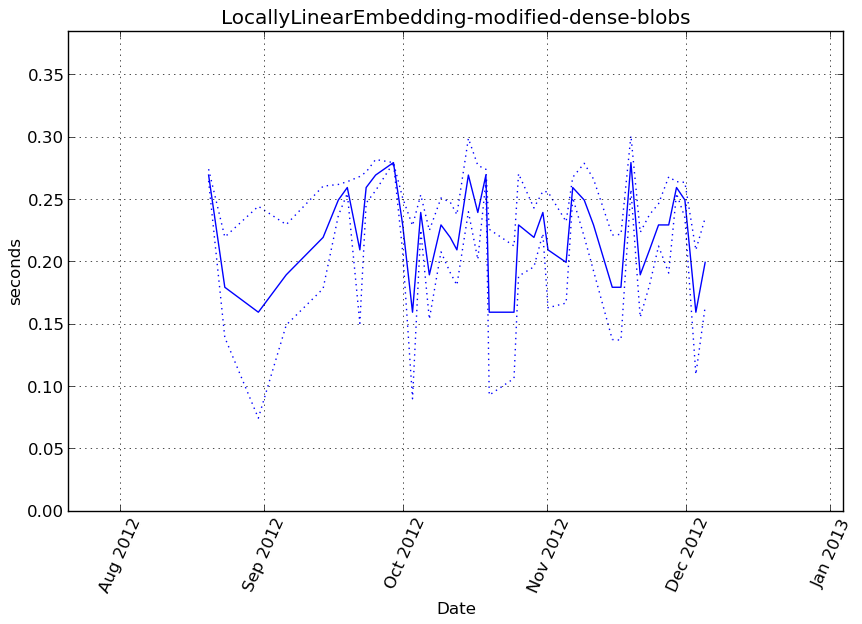 LocallyLinearEmbedding-modified-dense-blobs
0.35
0.30
0.25
0.20
0.15
0.10
0.05
0.00
seconds
Aug 2012
Sep 2012
Oct 2012
Nov 2012
Dec 2012
Jan 2013
Date